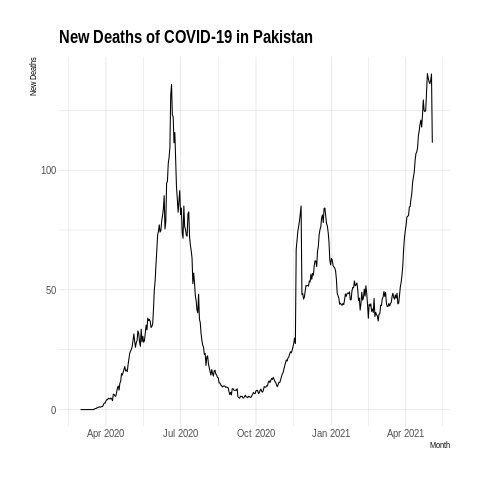 New Deaths of COVID-19 in Pakistan
New Deaths
100
50
0
Apr 2020 Jul 2020 Oct 2020 Jan 2021 Apr 2021
Month